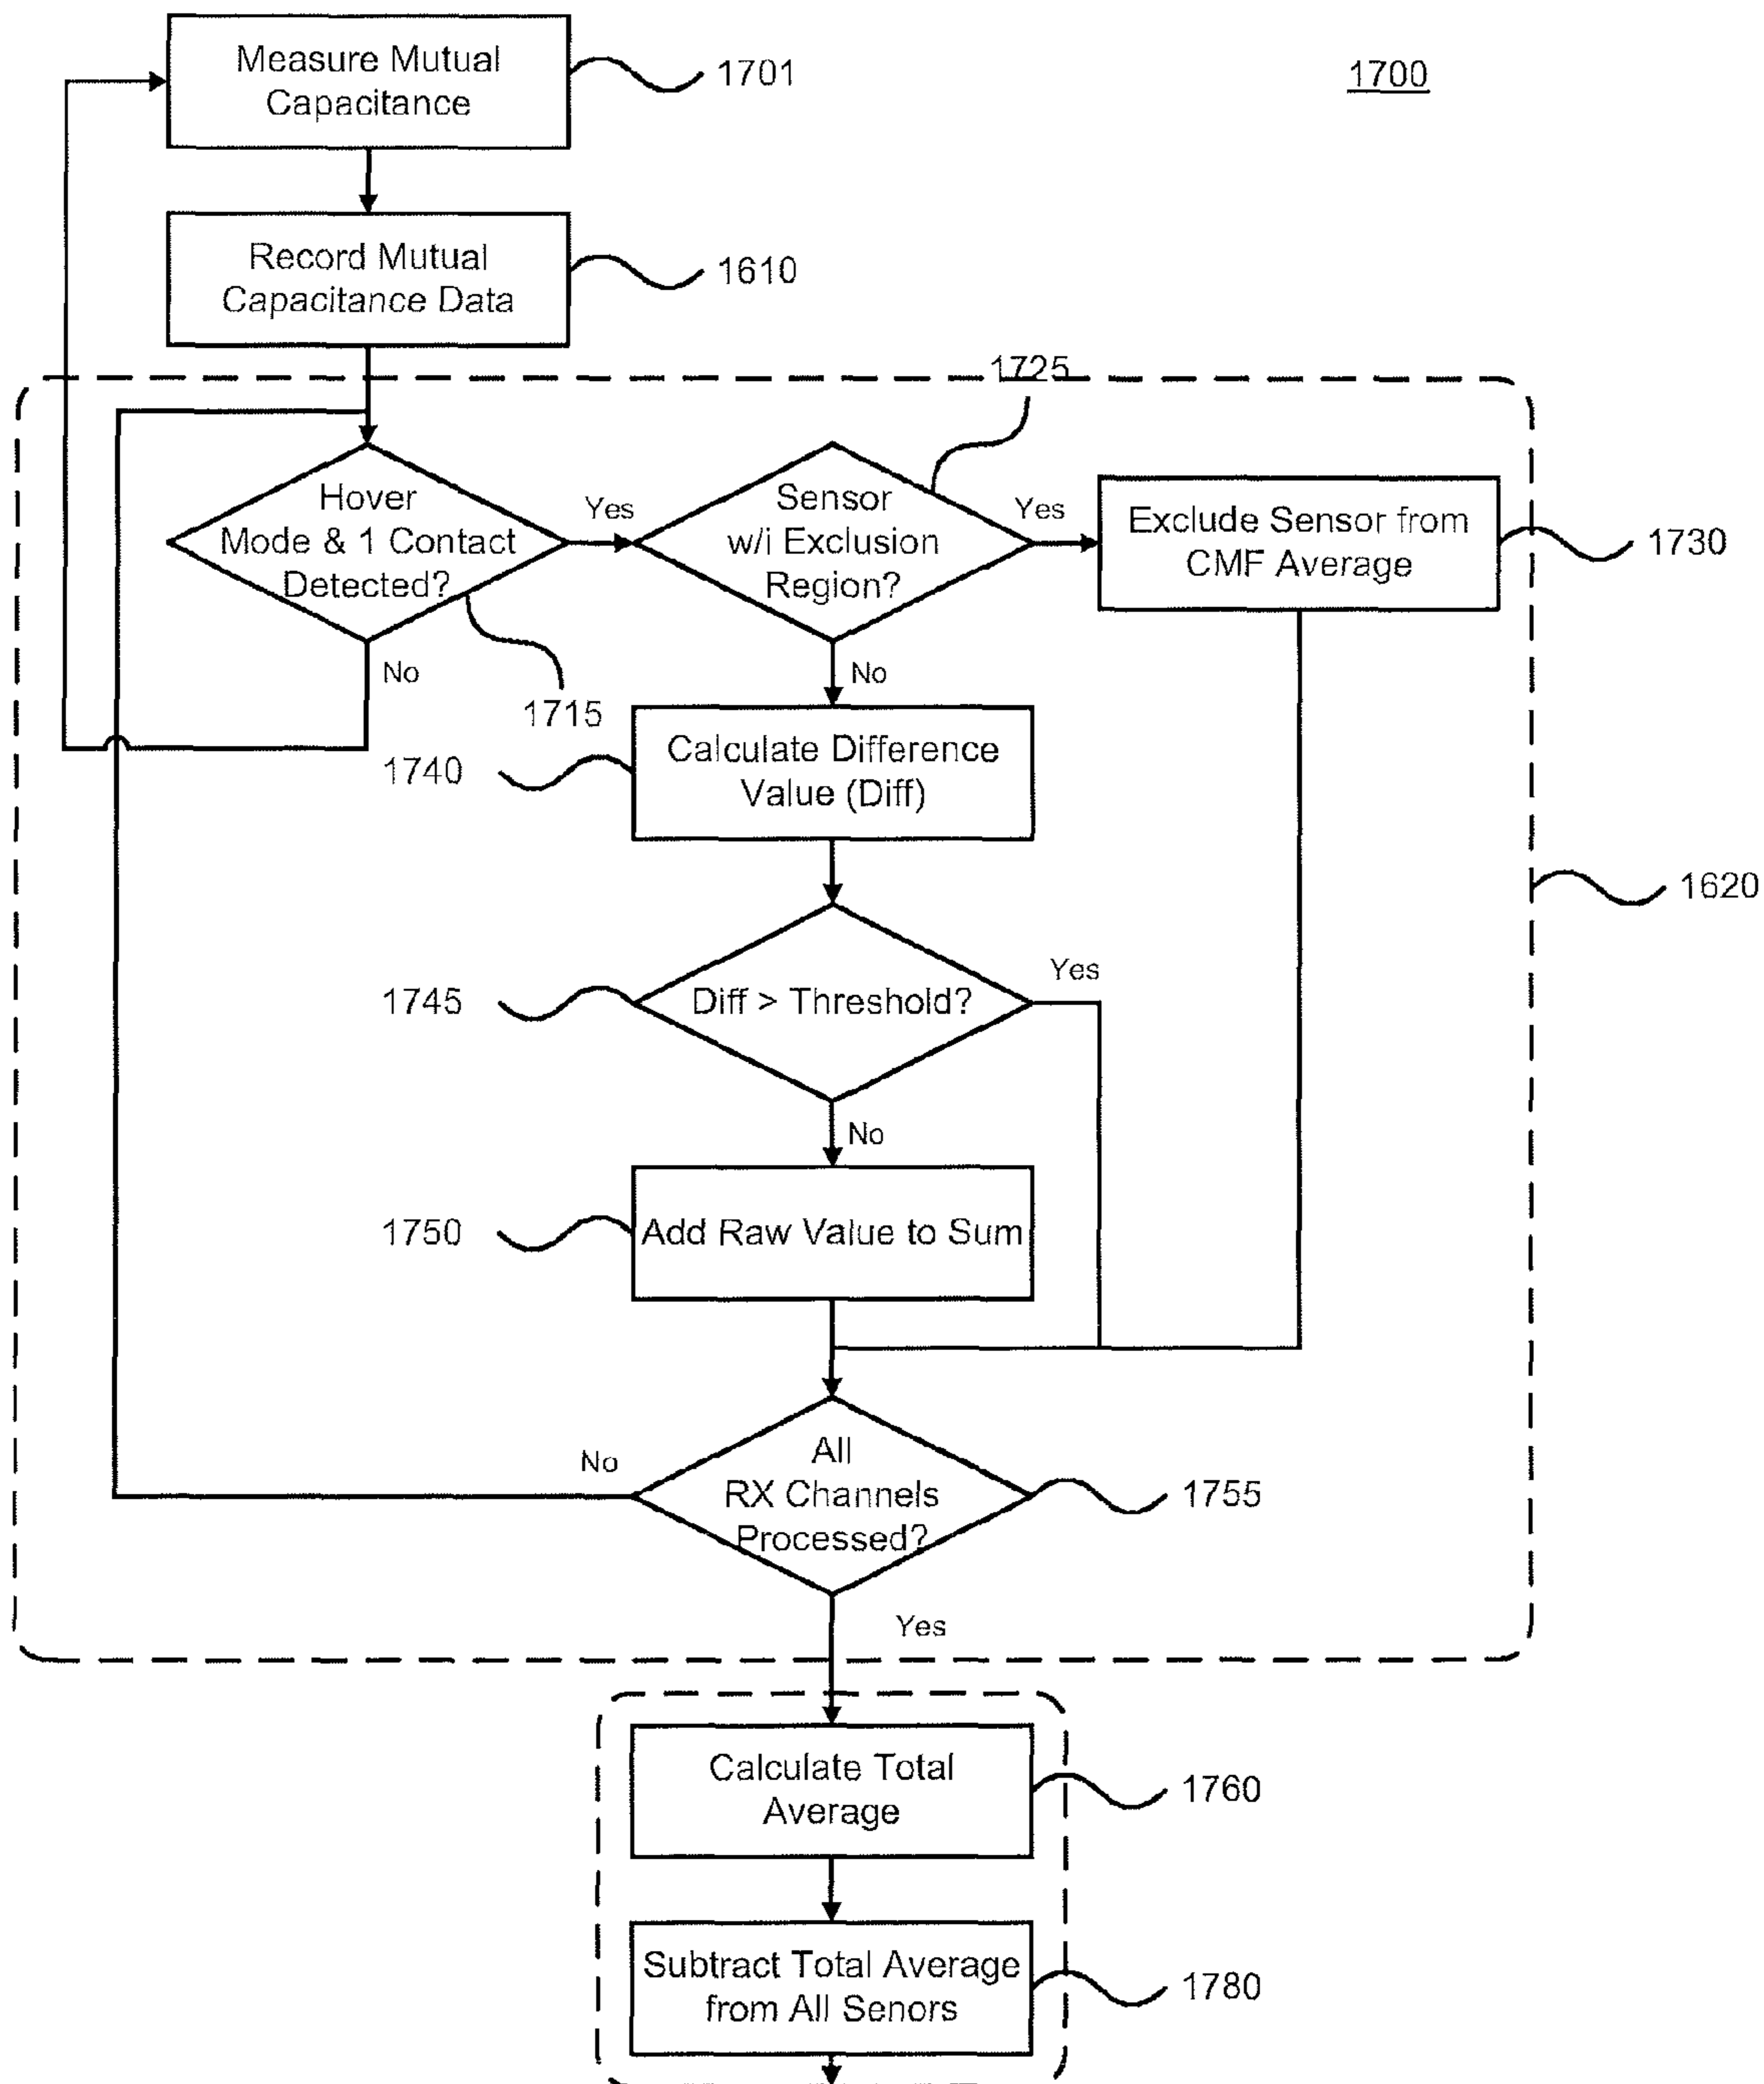 Measure Mutual
Capacitance
1701
1700
Record Mutual
Capacitance Data
1610
1725
Hover
Mode & 1 Contact
Detected?
Yes
Sensor
w/i Exclusion
Region?
Yes
Exclude Sensor from
CMF Average
1730
No
1715
No
1740
Calculate Difference
Value (Diff)
1620
1745
Diff > Threshold?
Yes
No
1750
Add Raw Value to Sum
No
All
RX Channels
Processed?
1755
Yes
Calculate Total
Average
1760
Subtract Total Average
from All Senors
1780